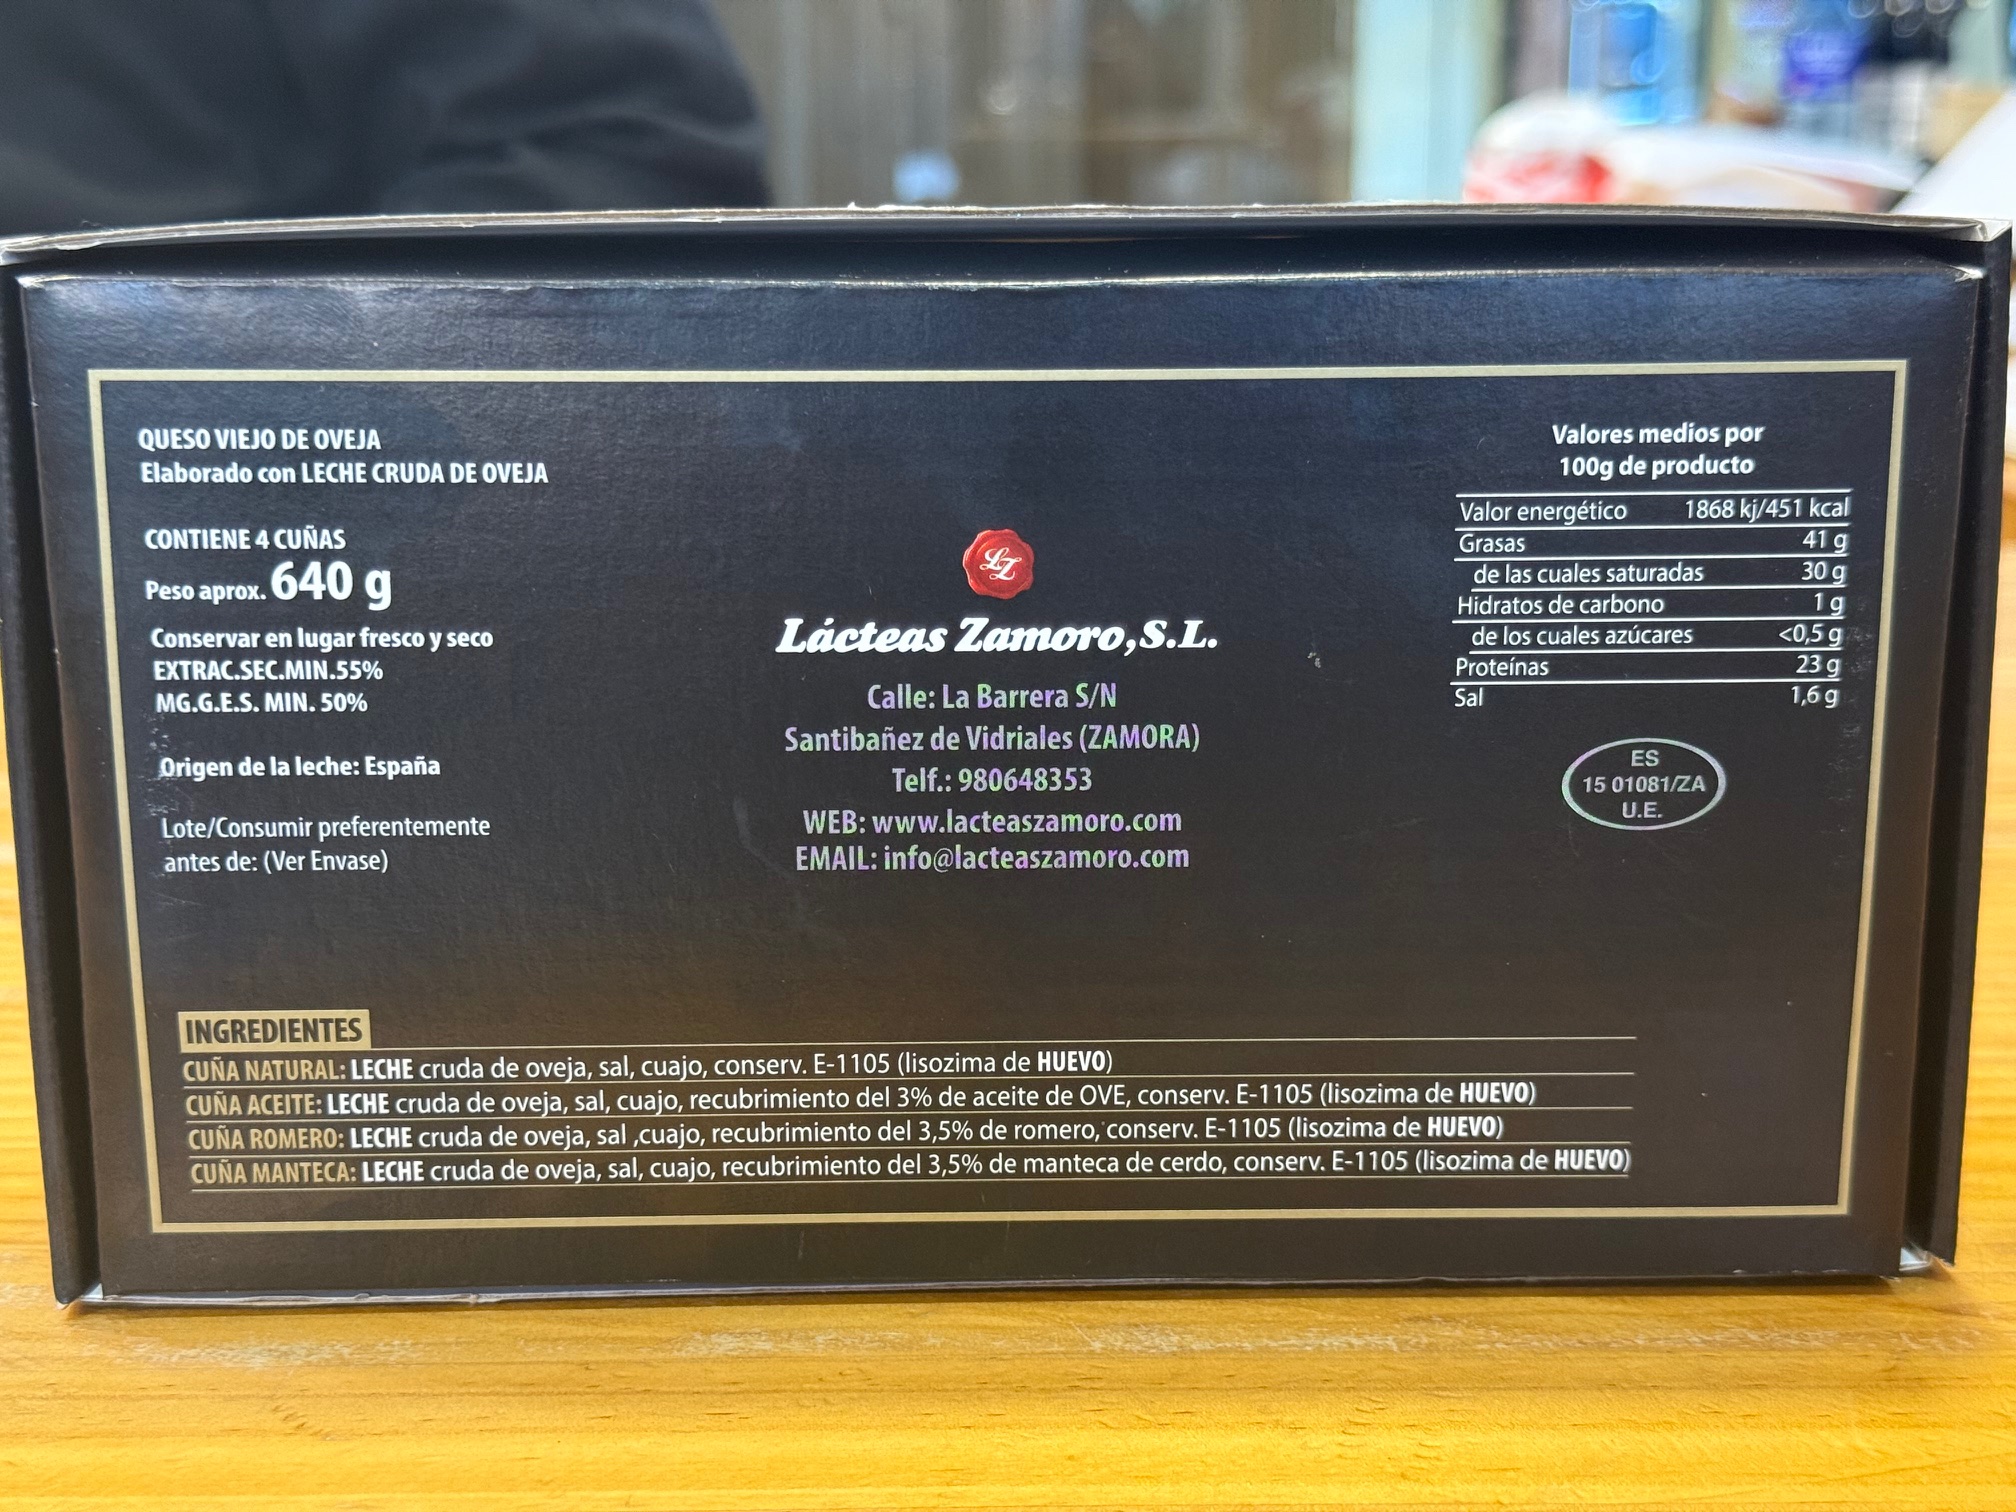 QUESO VIEJO DE OVEJA
Elaborado con LECHE CRUDA DE OVEJA
CONTIENE 4 CUÑAS
Peso aprox. 640 g
Conservar en lugar fresco y seco
EXTRAC.SEC.MIN.55%
MG.G.E.S. MIN. 50%
Origen de la leche: España
Lote/Consumir preferentemente
antes de: (Ver Envase)
LZ
Lácteas Zamoro,S.L.
Calle: La Barrera S/N
Santibañez de Vidriales (ZAMORA)
Telf.: 980648353
WEB: www.lacteaszamoro.com
EMAIL: info@lacteaszamoro.com
Valores medios por
100g de producto
Valor energético 1868 kj/451 kcal
Grasas 41 g
de las cuales saturadas 30 g
Hidratos de carbono 1 g
de los cuales azúcares <0,5 g
Proteínas 23 g
Sal 1,6 g
ES
15 01081/ZA
U.E.
INGREDIENTES
CUÑA NATURAL: LECHE cruda de oveja, sal, cuajo, conserv. E-1105 (lisozima de HUEVO)
CUÑA ACEITE: LECHE cruda de oveja, sal, cuajo, recubrimiento del 3% de aceite de OVE, conserv. E-1105 (lisozima de HUEVO)
CUÑA ROMERO: LECHE cruda de oveja, sal ,cuajo, recubrimiento del 3,5% de romero, conserv. E-1105 (lisozima de HUEVO)
CUÑA MANTECA: LECHE cruda de oveja, sal, cuajo, recubrimiento del 3,5% de manteca de cerdo, conserv. E-1105 (lisozima de HUEVO)